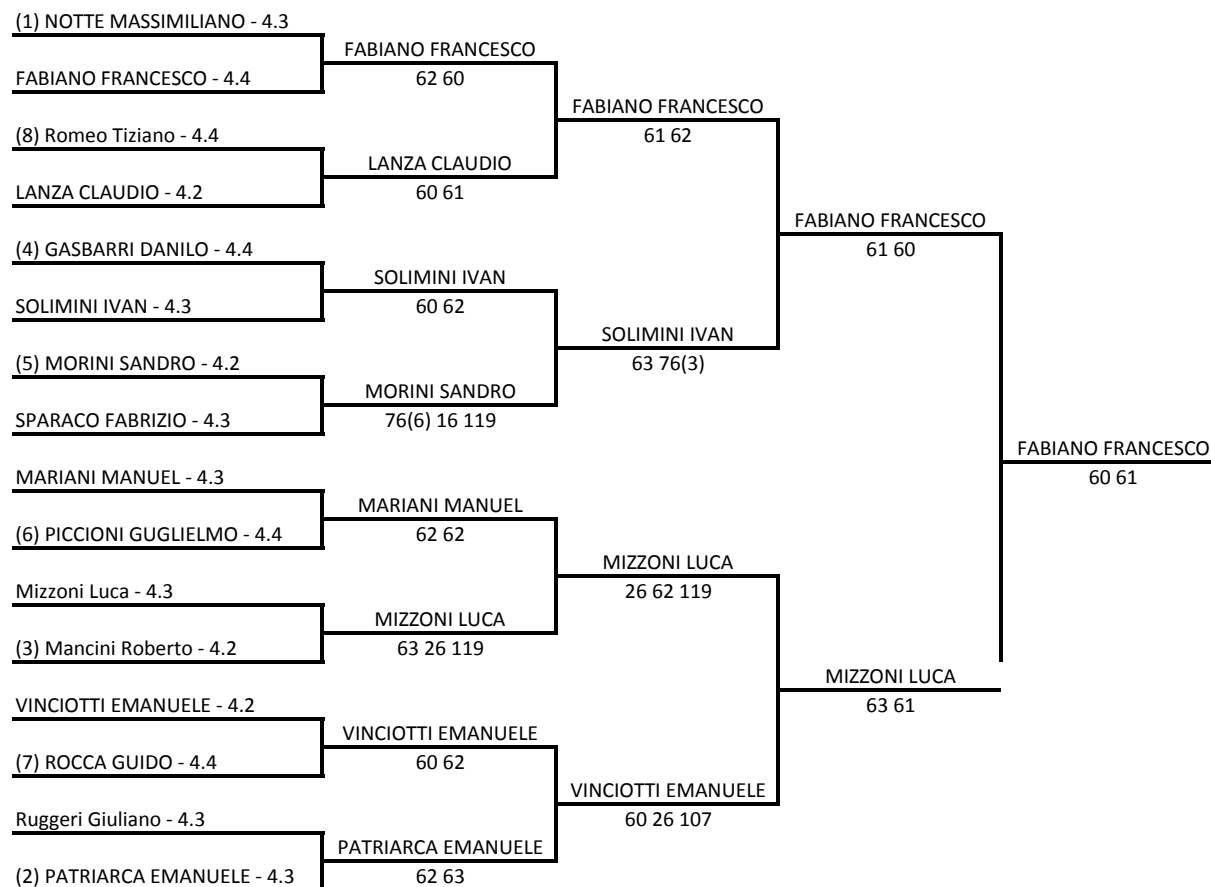 (1) NOTTE MASSIMILIANO - 4.3
FABIANO FRANCESCO
FABIANO FRANCESCO - 4.4
62 60
FABIANO FRANCESCO
(8) Romeo Tiziano - 4.4
61 62
LANZA CLAUDIO
LANZA CLAUDIO - 4.2
60 61
FABIANO FRANCESCO
(4) GASBARRI DANILO - 4.4
61 60
SOLIMINI IVAN
SOLIMINI IVAN - 4.3
60 62
SOLIMINI IVAN
(5) MORINI SANDRO - 4.2
63 76(3)
MORINI SANDRO
SPARACO FABRIZIO - 4.3
76(6) 16 119
FABIANO FRANCESCO
MARIANI MANUEL - 4.3
60 61
MARIANI MANUEL
(6) PICCIONI GUGLIELMO - 4.4
62 62
MIZZONI LUCA
Mizzoni Luca - 4.3
26 62 119
MIZZONI LUCA
(3) Mancini Roberto - 4.2
63 26 119
MIZZONI LUCA
VINCIOTTI EMANUELE - 4.2
63 61
VINCIOTTI EMANUELE
(7) ROCCA GUIDO - 4.4
60 62
VINCIOTTI EMANUELE
Ruggeri Giuliano - 4.3
60 26 107
PATRIARCA EMANUELE
(2) PATRIARCA EMANUELE - 4.3
62 63